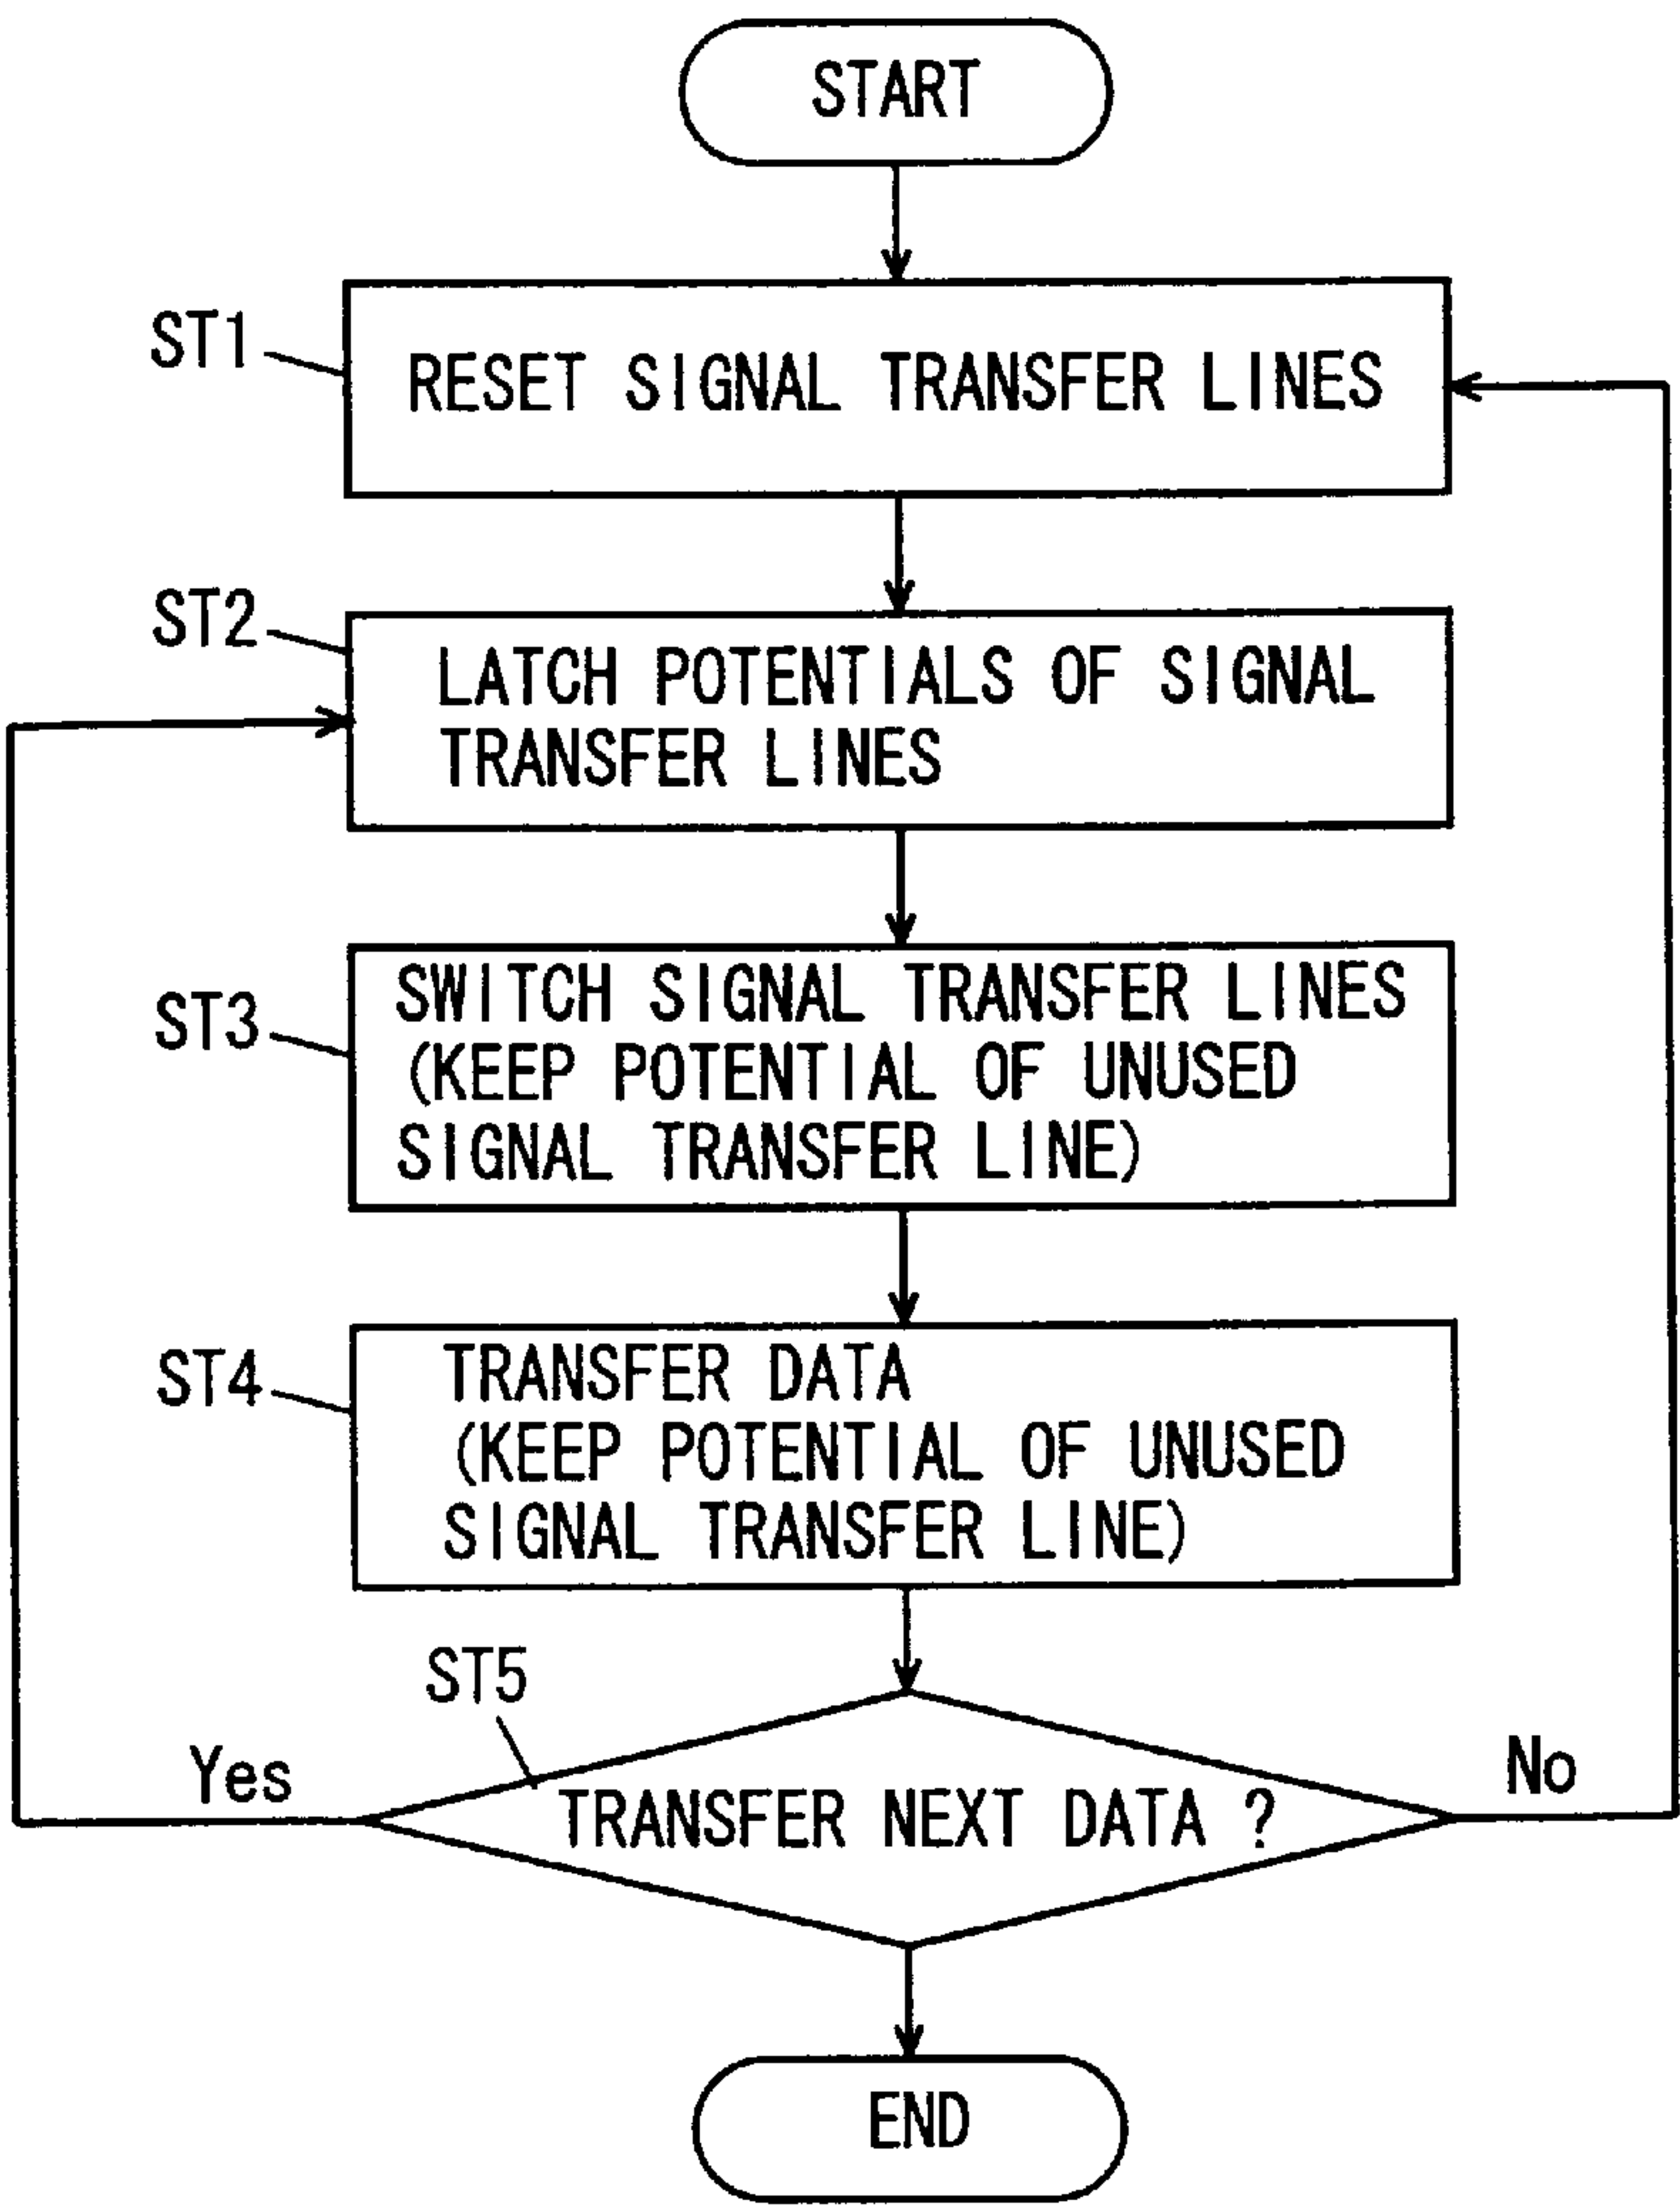 START
ST1
RESET SIGNAL TRANSFER LINES
ST2
LATCH POTENTIALS OF SIGNAL
TRANSFER LINES
ST3
SWITCH SIGNAL TRANSFER LINES
(KEEP POTENTIAL OF UNUSED
SIGNAL TRANSFER LINE)
ST4
TRANSFER DATA
(KEEP POTENTIAL OF UNUSED
SIGNAL TRANSFER LINE)
ST5
Yes
TRANSFER NEXT DATA ?
No
END